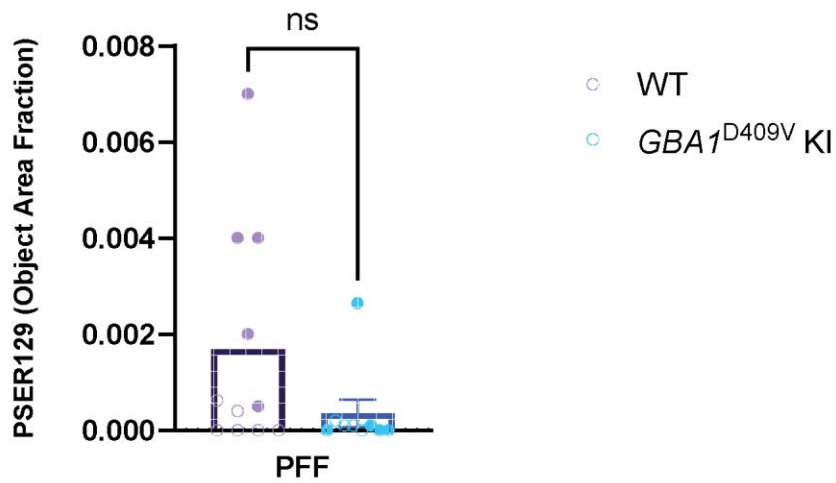 ns
0.008
0.006
0.004
0.002
0.000
PSER129 (Object Area Fraction)
PFF
WT
GBA1D409V KI